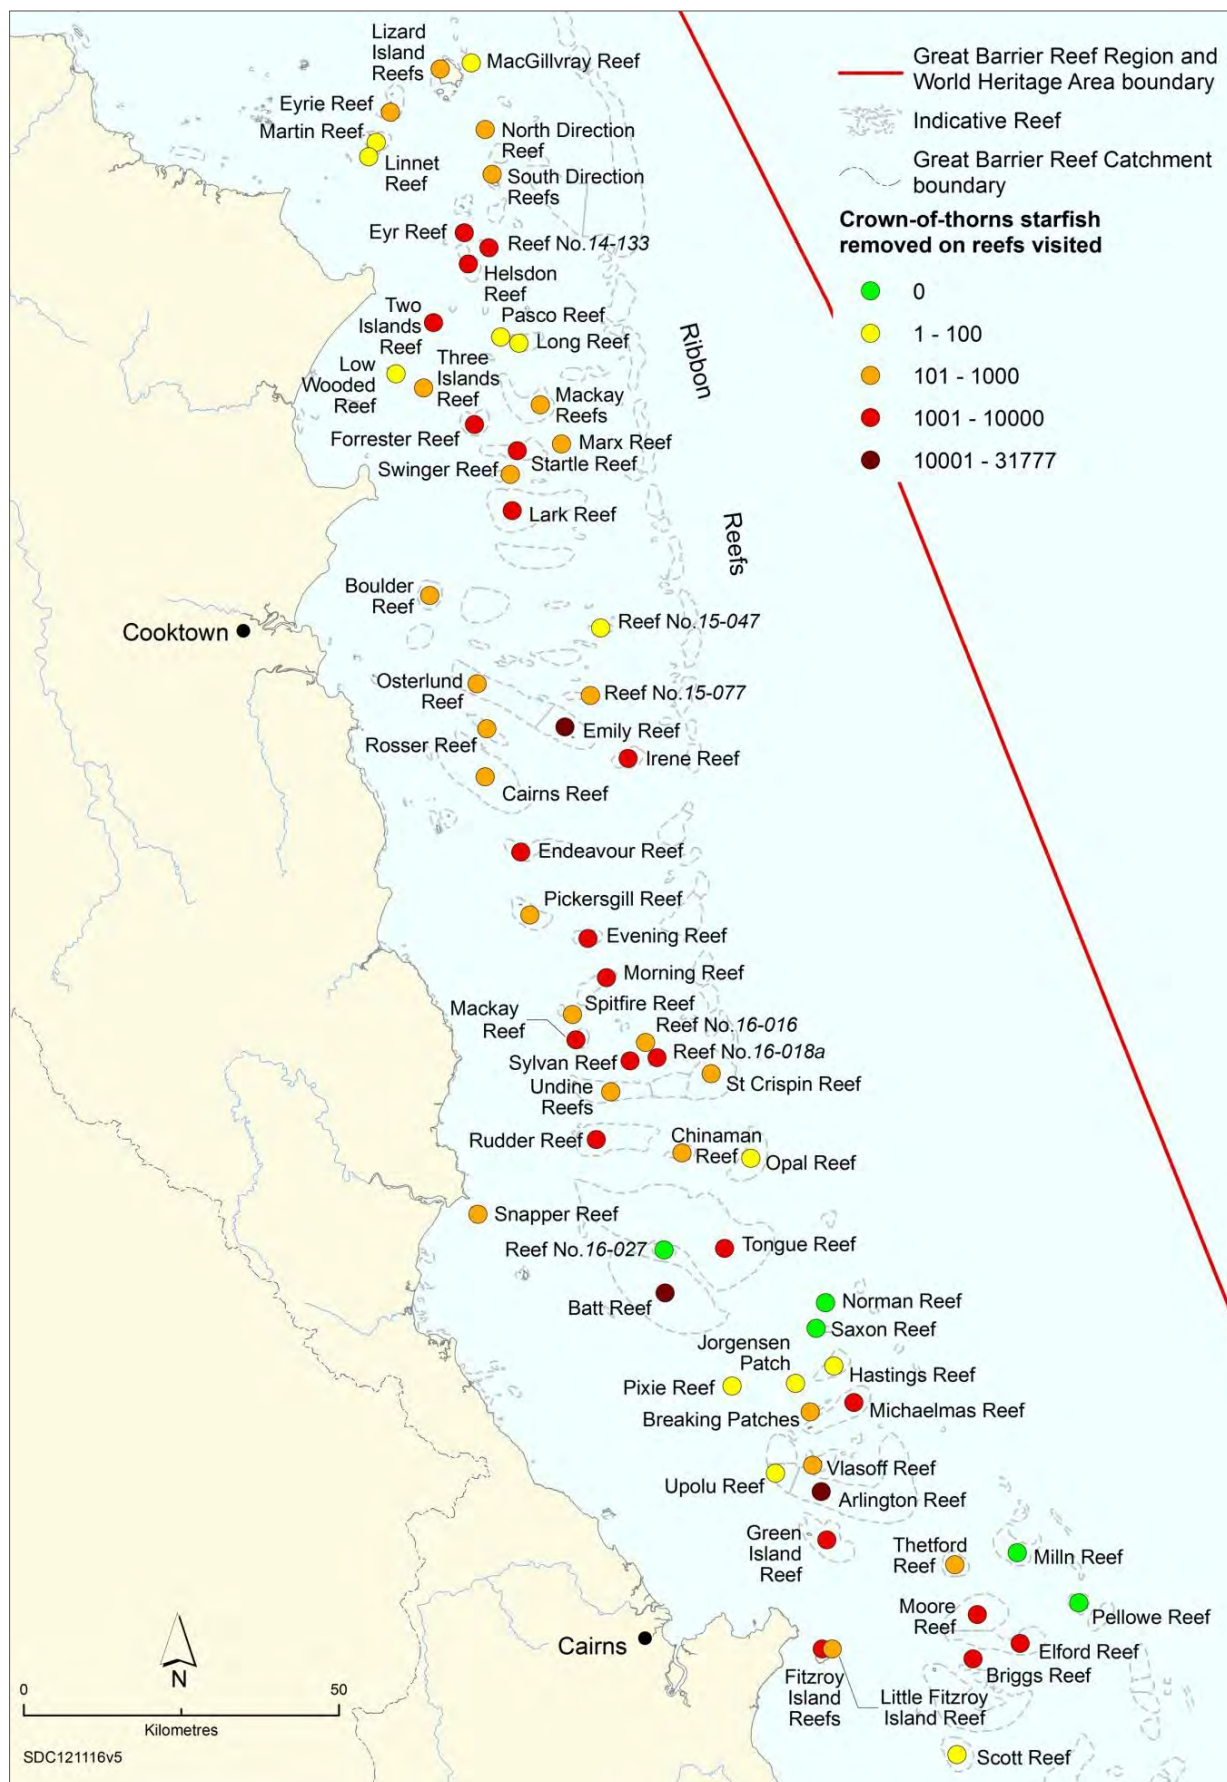 Lizard
Island
Reefs
MacGillvray Reef
Eyrie Reef
Martin Reef
Linnet
Reef
North Direction
Reef
South Direction
Reefs
Eyr Reef
Reef No.14-133
Helsdon
Reef
Two
Islands
Reef
Pasco Reef
Long Reef
Low
Wooded
Reef
Three
Islands
Reef
Mackay
Reefs
Forrester Reef
Marx Reef
Startle Reef
Swinger Reef
Lark Reef
Ribbon
Reefs
Boulder
Reef
Cooktown
Reef No.15-047
Osterlund
Reef
Reef No.15-077
Emily Reef
Rosser Reef
Irene Reef
Cairns Reef
Endeavour Reef
Pickersgill Reef
Evening Reef
Morning Reef
Spitfire Reef
Mackay
Reef
Reef No.16-016
Reef No.16-018a
Sylvan Reef
St Crispin Reef
Undine
Reefs
Rudder Reef
Chinaman
Reef
Opal Reef
Snapper Reef
Reef No.16-027
Tongue Reef
Batt Reef
Norman Reef
Saxon Reef
Jorgensen
Patch
Hastings Reef
Pixie Reef
Breaking Patches
Michaelmas Reef
Vlasoff Reef
Upolu Reef
Arlington Reef
Green
Island
Reef
Thetford
Reef
Milln Reef
Moore
Reef
Pellowe Reef
Elford Reef
Briggs Reef
Cairns
Fitzroy
Island
Reefs
Little Fitzroy
Island Reef
Scott Reef
Great Barrier Reef Region and
World Heritage Area boundary
Indicative Reef
Great Barrier Reef Catchment
boundary
Crown-of-thorns starfish
removed on reefs visited
0
1 - 100
101 - 1000
1001 - 10000
10001 - 31777
N
0 50
Kilometres
SDC121116v5